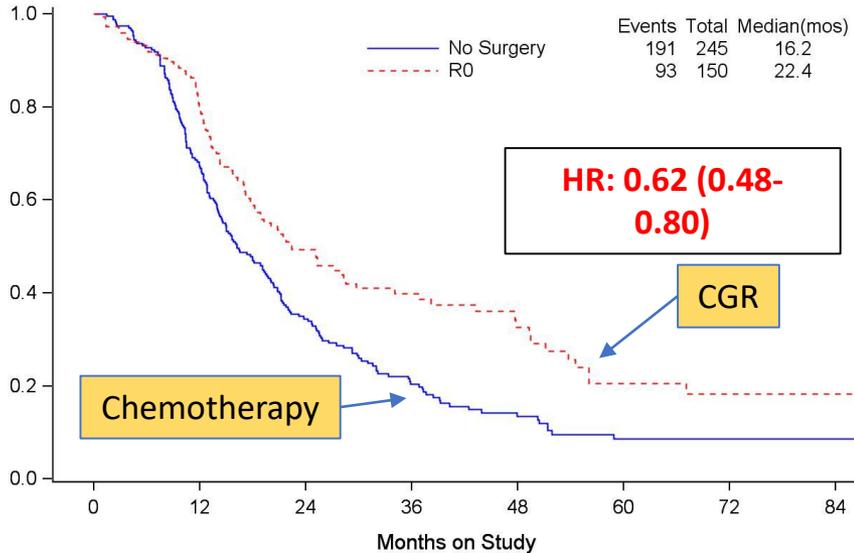 Events Total Median(mos)
No Surgery 191 245 16.2
R0 93 150 22.4
HR: 0.62 (0.48-
0.80)
CGR
Chemotherapy
1.0
0.8
0.6
0.4
0.2
0.0
0 12 24 36 48 60 72 84
Months on Study